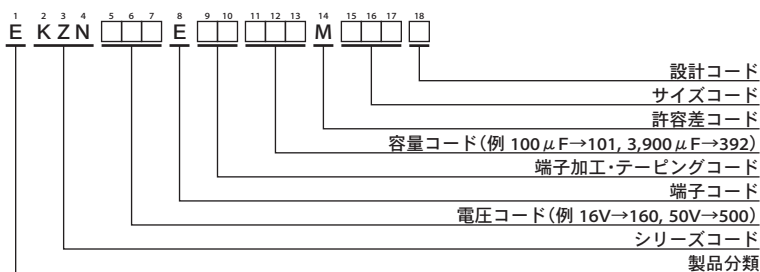 1 2 3 4 5 6 7 8 9 10 11 12 13 14 15 16 17 18
E KZN □□□ E □□ □□□ M □□□ □
設計コード
サイズコード
許容差コード
容量コード(例 100μF→101, 3,900μF→392)
端子加工・テーピングコード
端子コード
電圧コード(例 16V→160, 50V→500)
シリーズコード
製品分類